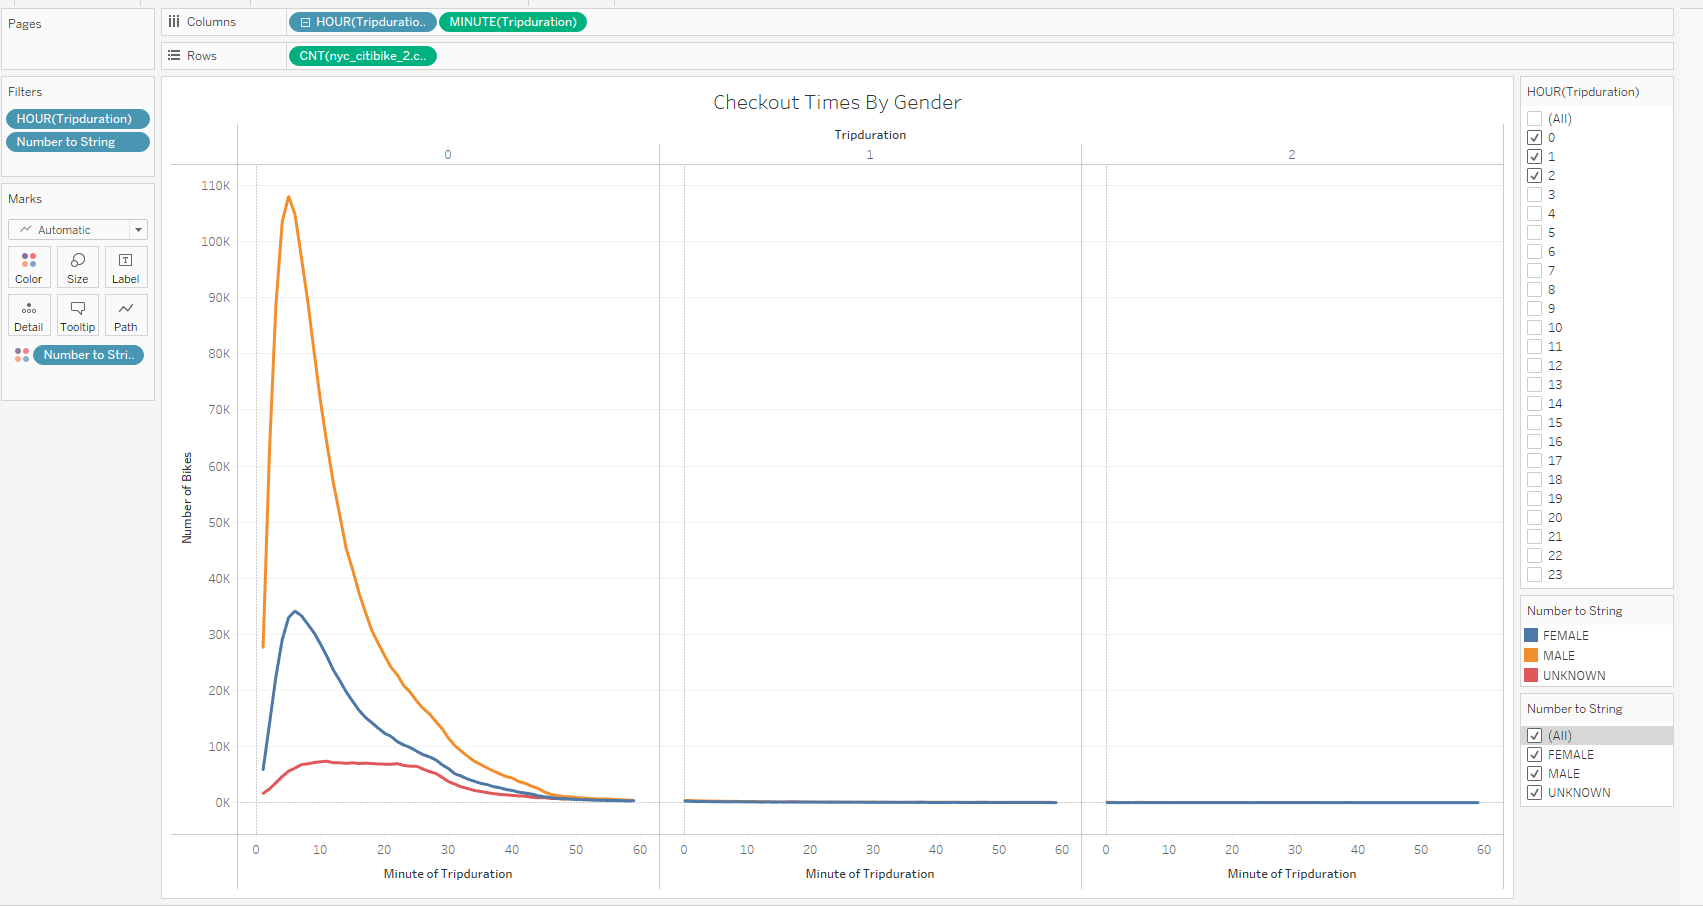 Pages
Columns
HOUR(Tripduratio..
MINUTE(Tripduration)
Rows
CNT(nyc_citibike_2.c..
Filters
HOUR(Tripduration)
Number to String
Marks
Automatic
Color
Size
Label
Detail
Tooltip
Path
Number to Stri..
Checkout Times By Gender
Tripduration
0
1
2
110K
100K
90K
80K
70K
60K
50K
40K
30K
20K
10K
0K
Number of Bikes
0 10 20 30 40 50 60
0 10 20 30 40 50 60
0 10 20 30 40 50 60
Minute of Tripduration
Minute of Tripduration
Minute of Tripduration
HOUR(Tripduration)
(All)
0
1
2
3
4
5
6
7
8
9
10
11
12
13
14
15
16
17
18
19
20
21
22
23
Number to String
FEMALE
MALE
UNKNOWN
Number to String
(All)
FEMALE
MALE
UNKNOWN